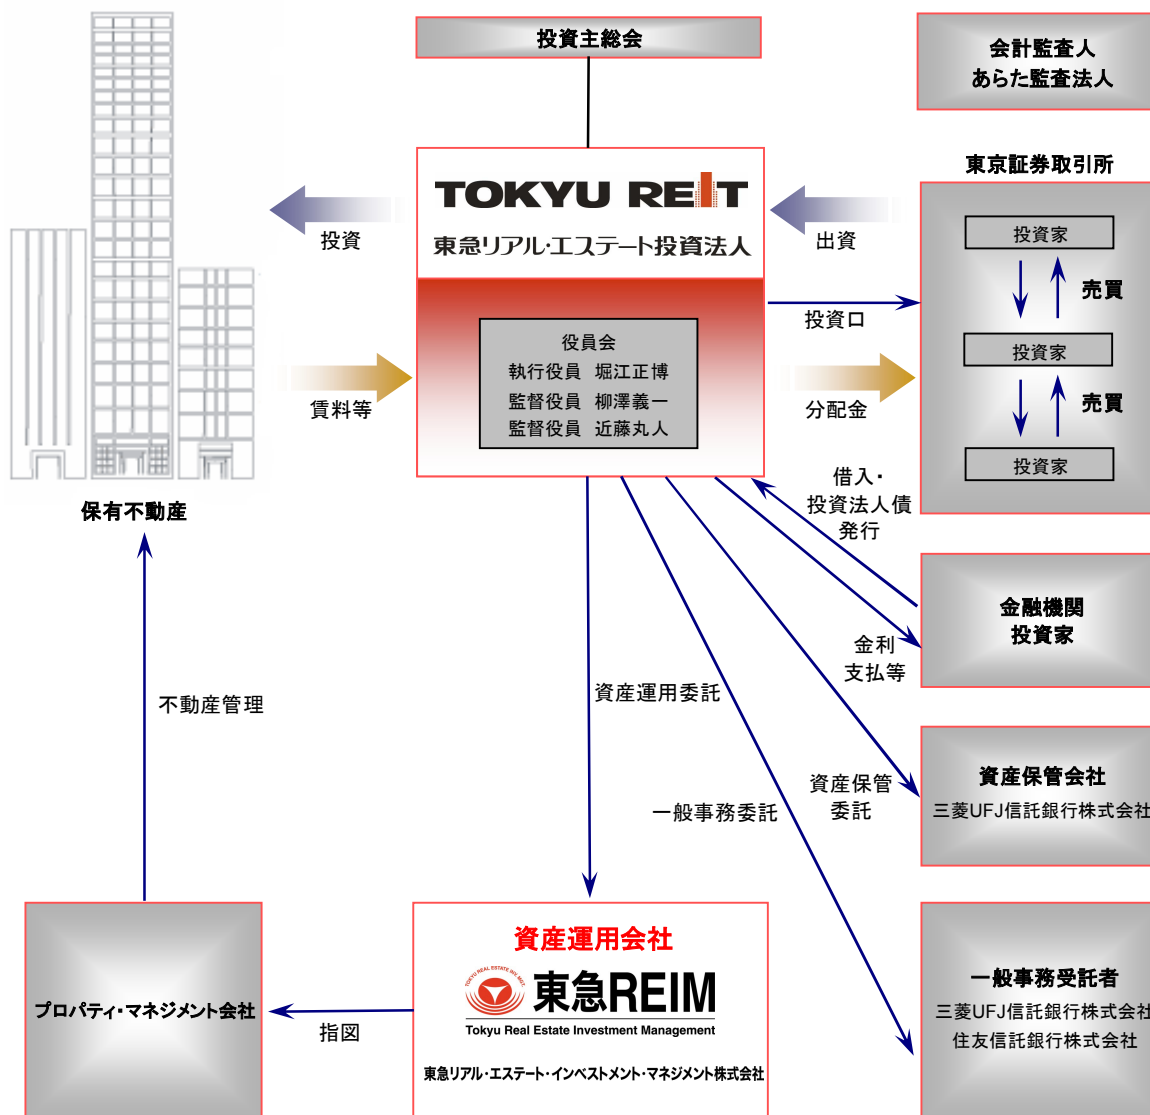 投資主総会
会計監査人
あらた監査法人
東京証券取引所
TOKYU REIT
東急リアル・エステート投資法人
投資
出資
投資家
売買
投資口
役員会
執行役員 堀江正博
監督役員 柳澤義一
監督役員 近藤丸人
投資家
賃料等
分配金
売買
投資家
保有不動産
借入・
投資法人債
発行
金融機関
投資家
金利
支払等
不動産管理
資産運用委託
資産保管会社
三菱UFJ信託銀行株式会社
資産保管
委託
一般事務委託
資産運用会社
TOKYU REAL ESTATE INV. MGT.
東急REIM
Tokyu Real Estate Investment Management
東急リアル・エステート・インベストメント・マネジメント株式会社
プロパティ・マネジメント会社
指図
一般事務受託者
三菱UFJ信託銀行株式会社
住友信託銀行株式会社